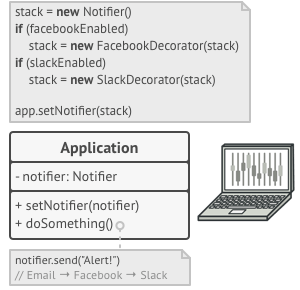 stack = new Notifier()
if (facebookEnabled)
    stack = new FacebookDecorator(stack)
if (slackEnabled)
    stack = new SlackDecorator(stack)
app.setNotifier(stack)
Application
- notifier: Notifier
+ setNotifier(notifier)
+ doSomething()
notifier.send("Alert!")
// Email → Facebook → Slack